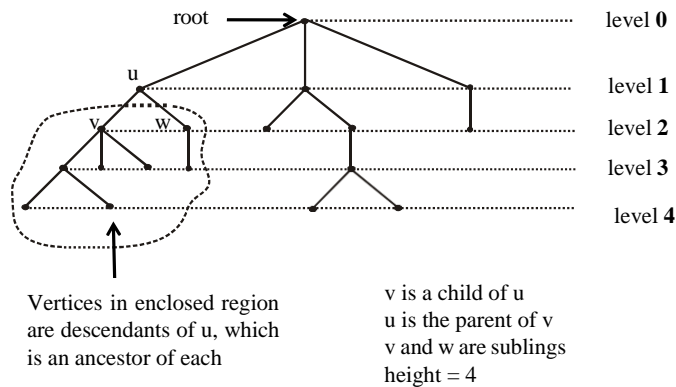 root
level 0
u
level 1
v
w
level 2
level 3
level 4
Vertices in enclosed region
are descendants of u, which
is an ancestor of each
v is a child of u
u is the parent of v
v and w are sublings
height = 4